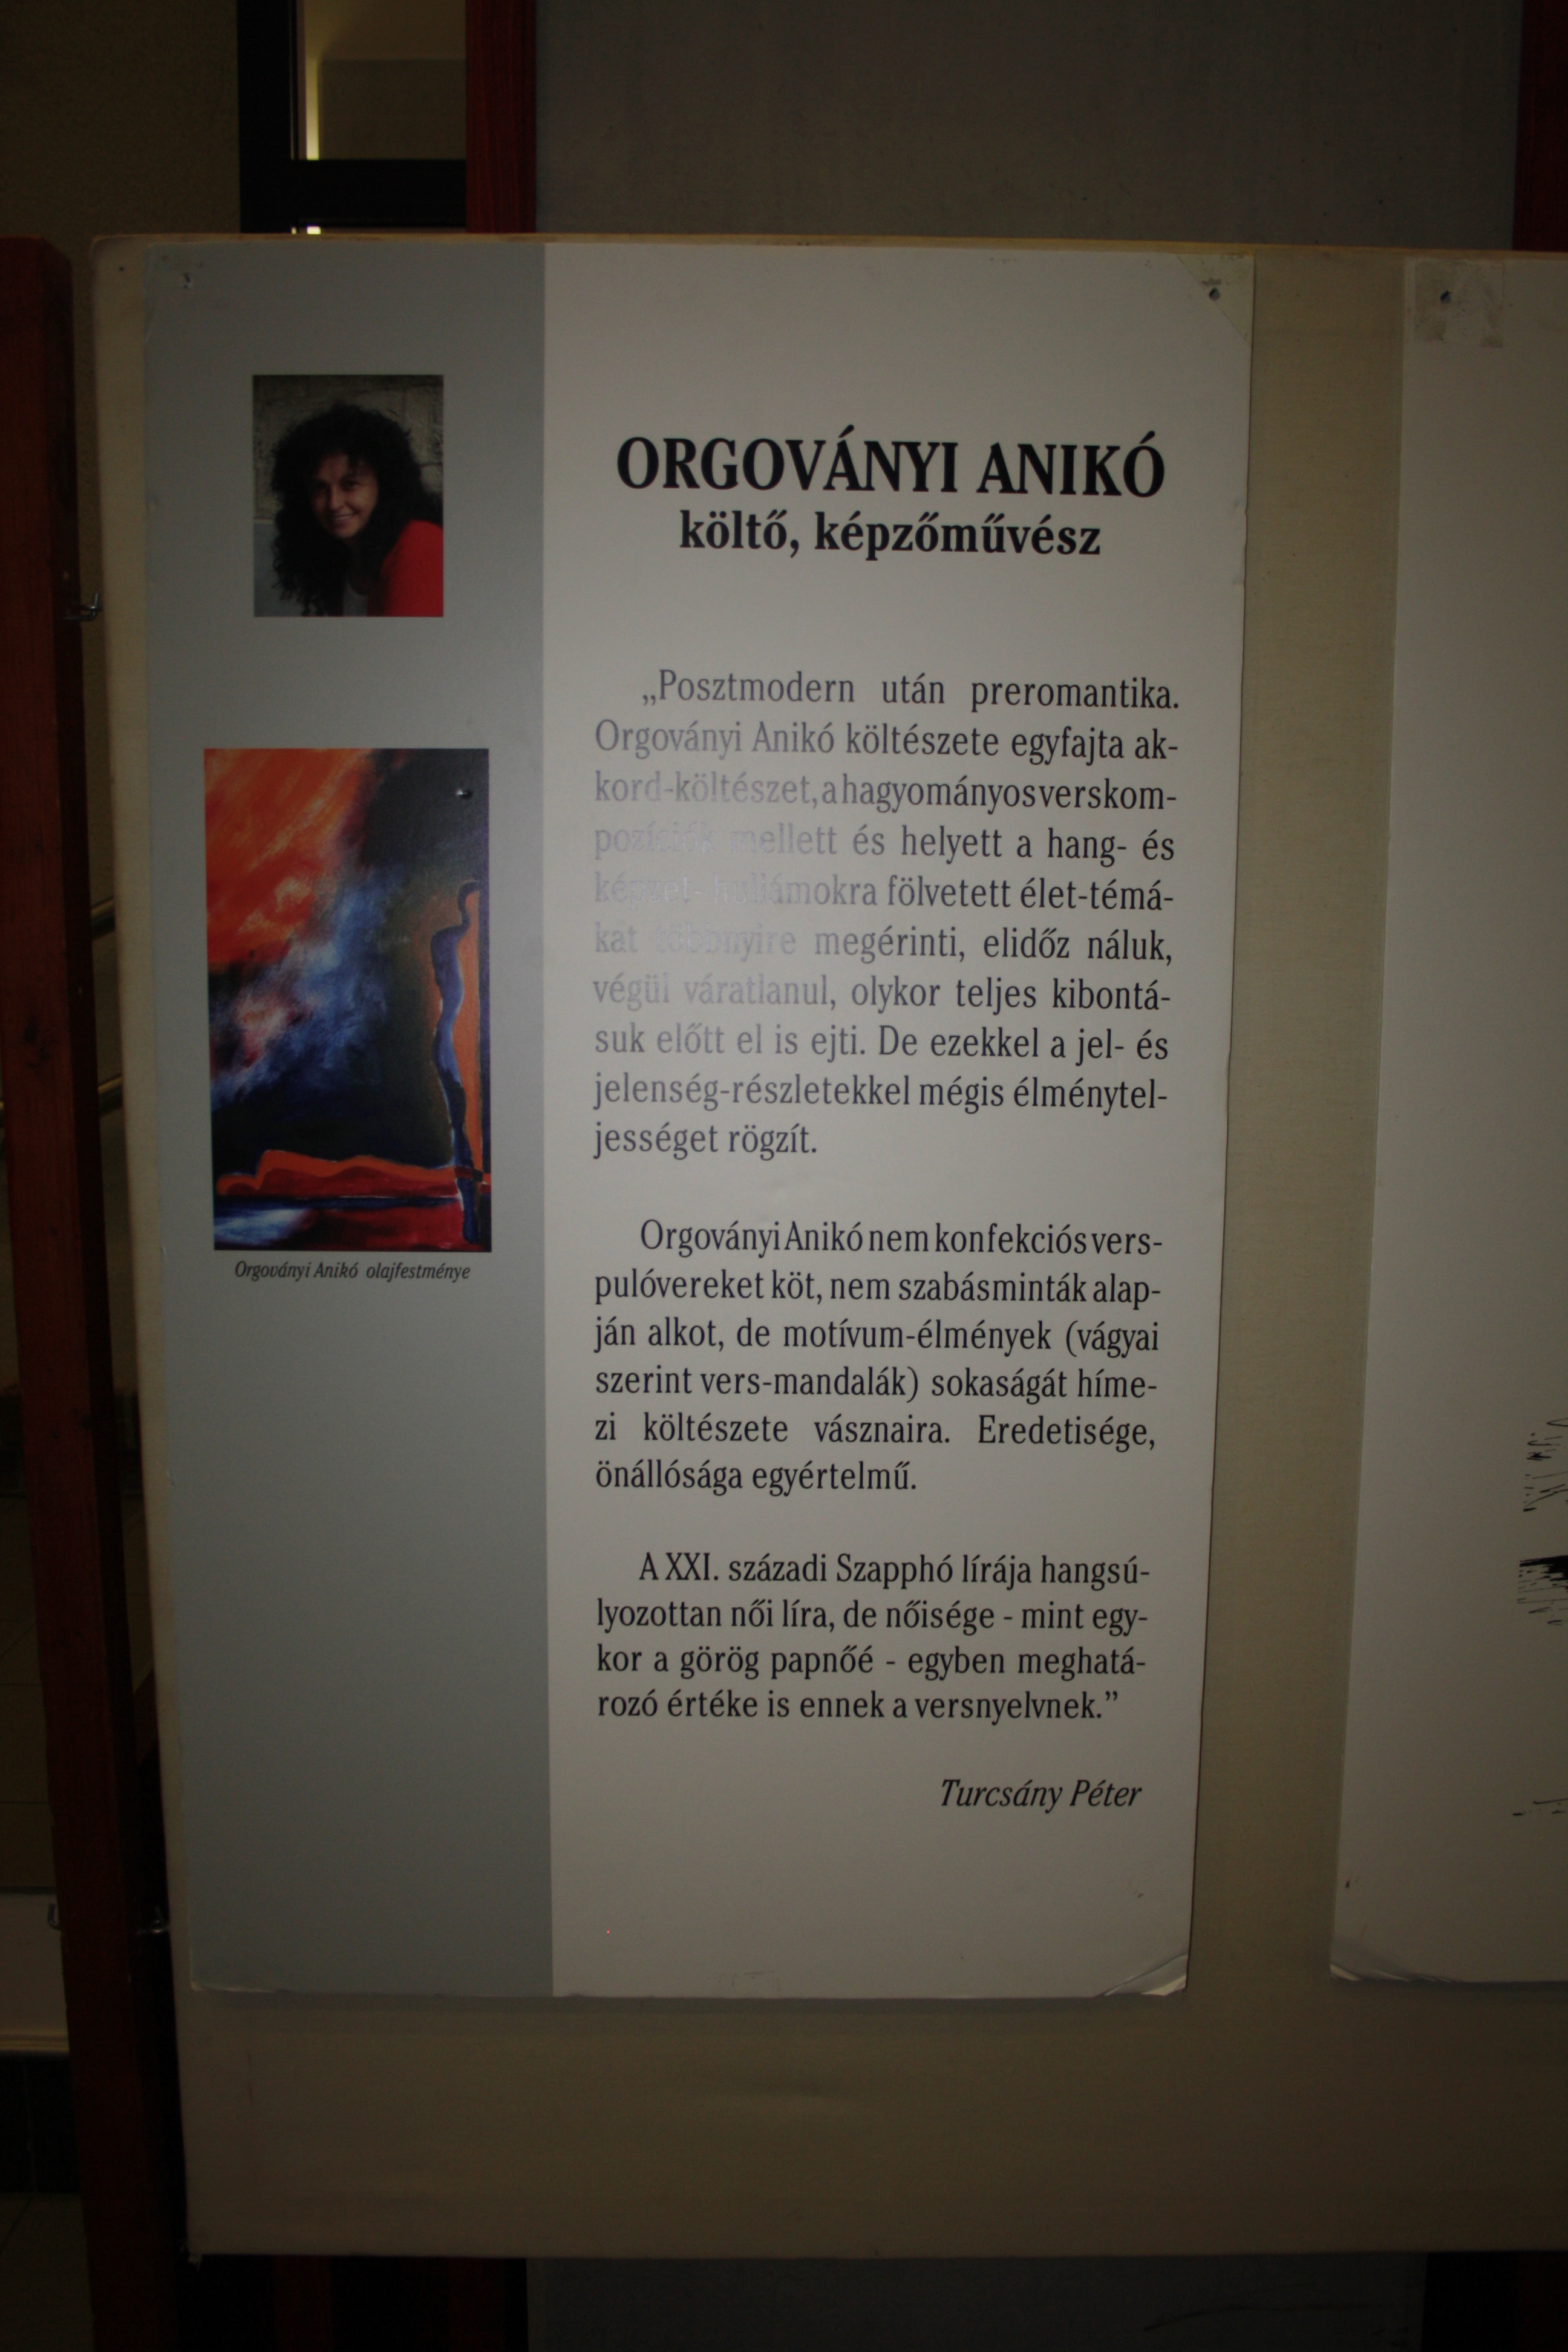 ORGOVÁNYI ANIKÓ
költő, képzőművész
„Posztmodern után preromantika.
Orgoványi Anikó költészete egyfajta ak-
kord-költészet, a hagyományos verskom-
pozíciók mellett és helyett a hang- és
képzet- hullámokra fölvetett élet-témá-
kat többnyire megérinti, elidőz náluk,
végül váratlanul, olykor teljes kibontá-
suk előtt el is ejti. De ezekkel a jel- és
jelenség-részletekkel mégis élménytel-
jességet rögzít.
Orgoványi Anikó nem konfekciós vers-
pulóvereket köt, nem szabásminták alap-
ján alkot, de motívum-élmények (vágyai
szerint vers-mandalák) sokaságát híme-
zi költészete vásznaira. Eredetisége,
önállósága egyértelmű.
A XXI. századi Szapphó lírája hangsú-
lyozottan női líra, de nőisége - mint egy-
kor a görög papnőé - egyben meghatá-
rozó értéke is ennek a versnyelvnek.”
Turcsány Péter
Orgoványi Anikó olajfestménye